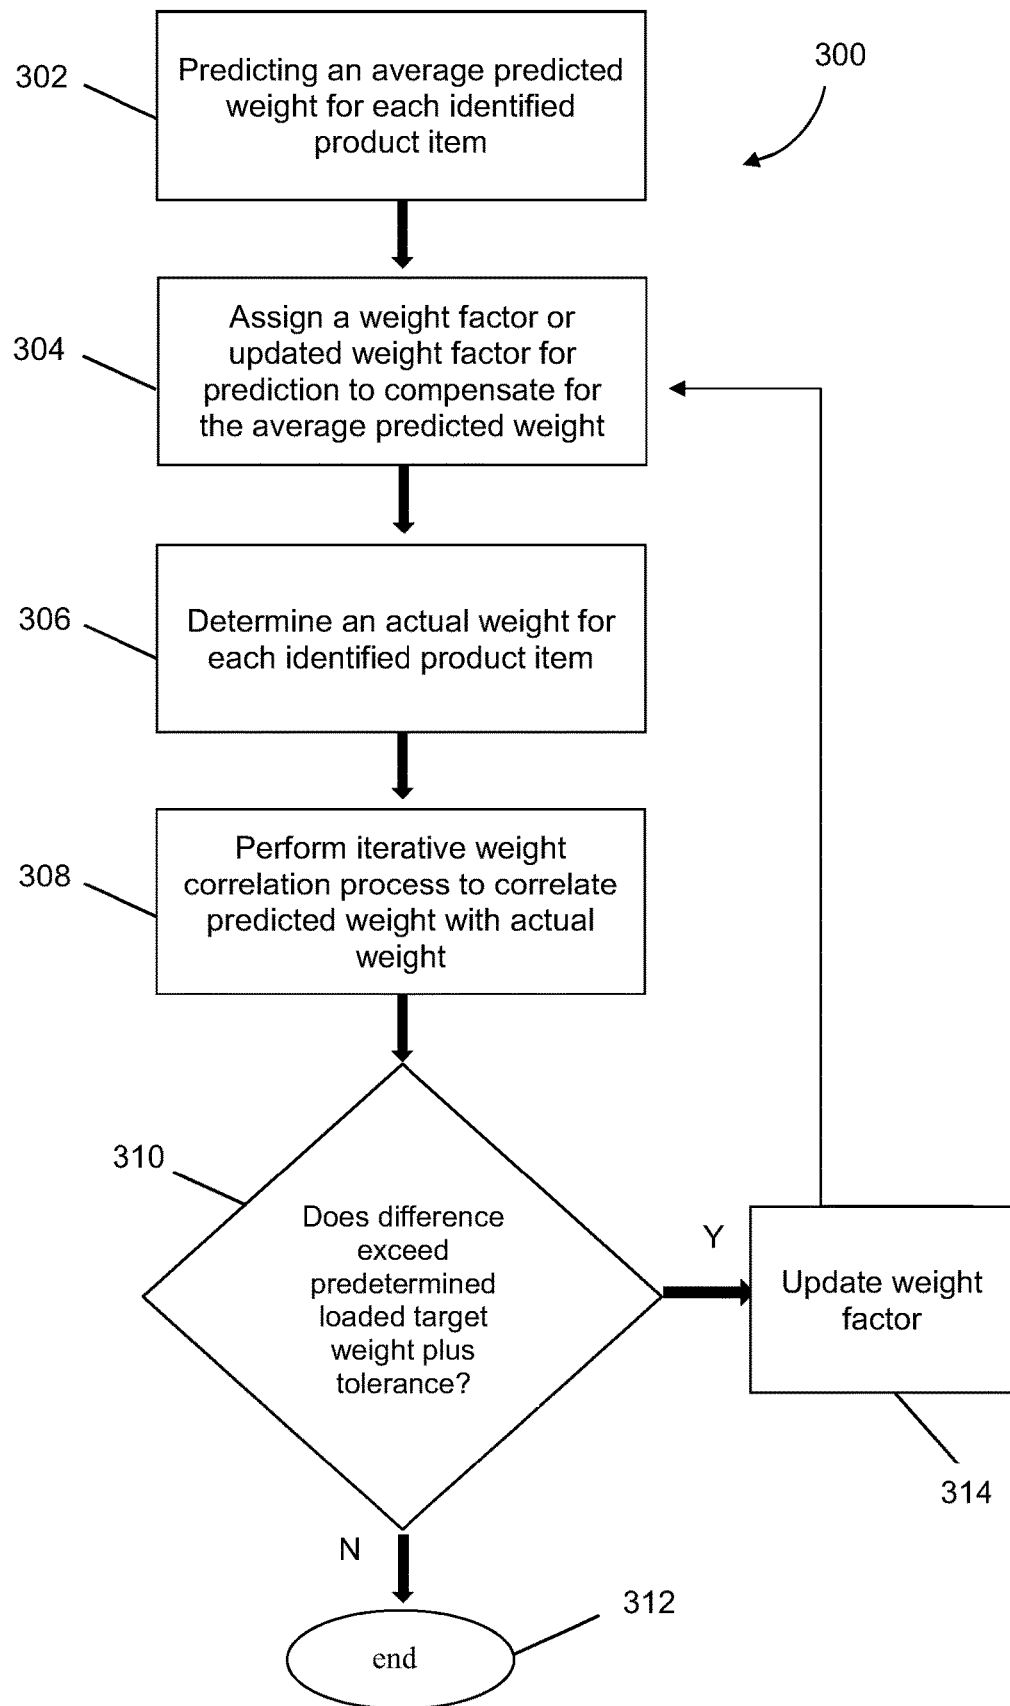 300
302
Predicting an average predicted
weight for each identified
product item
304
Assign a weight factor or
updated weight factor for
prediction to compensate for
the average predicted weight
306
Determine an actual weight for
each identified product item
308
Perform iterative weight
correlation process to correlate
predicted weight with actual
weight
310
Does difference
exceed
predetermined
loaded target
weight plus
tolerance?
Y
Update weight
factor
314
N
312
end